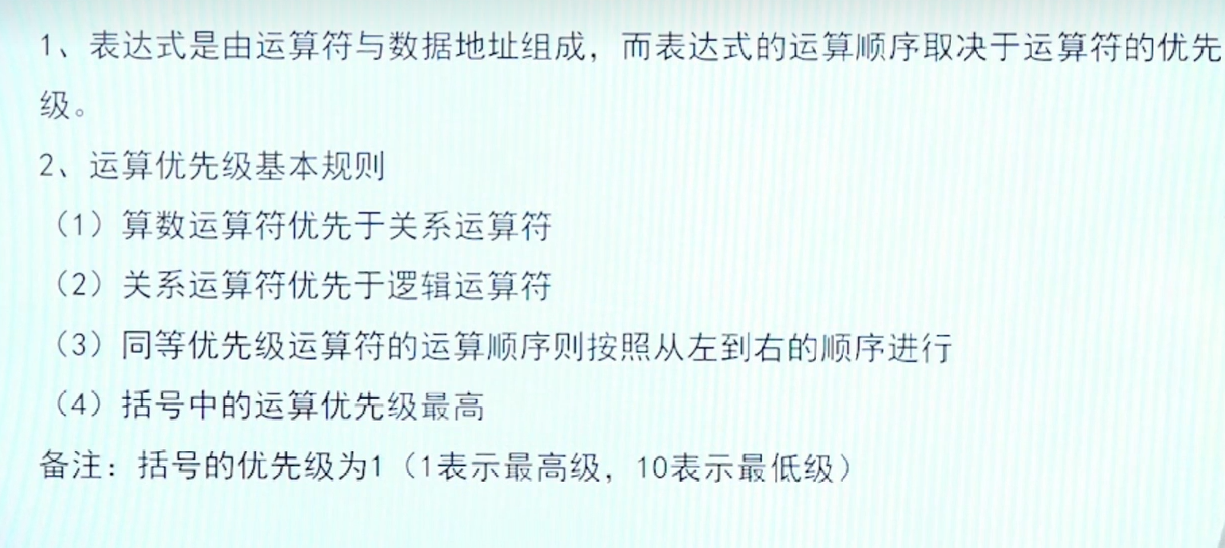 1、表达式是由运算符与数据地址组成，而表达式的运算顺序取决于运算符的优先
级。
2、运算优先级基本规则
（1）算数运算符优先于关系运算符
（2）关系运算符优先于逻辑运算符
（3）同等优先级运算符的运算顺序则按照从左到右的顺序进行
（4）括号中的运算优先级最高
备注：括号的优先级为1（1表示最高级，10表示最低级）